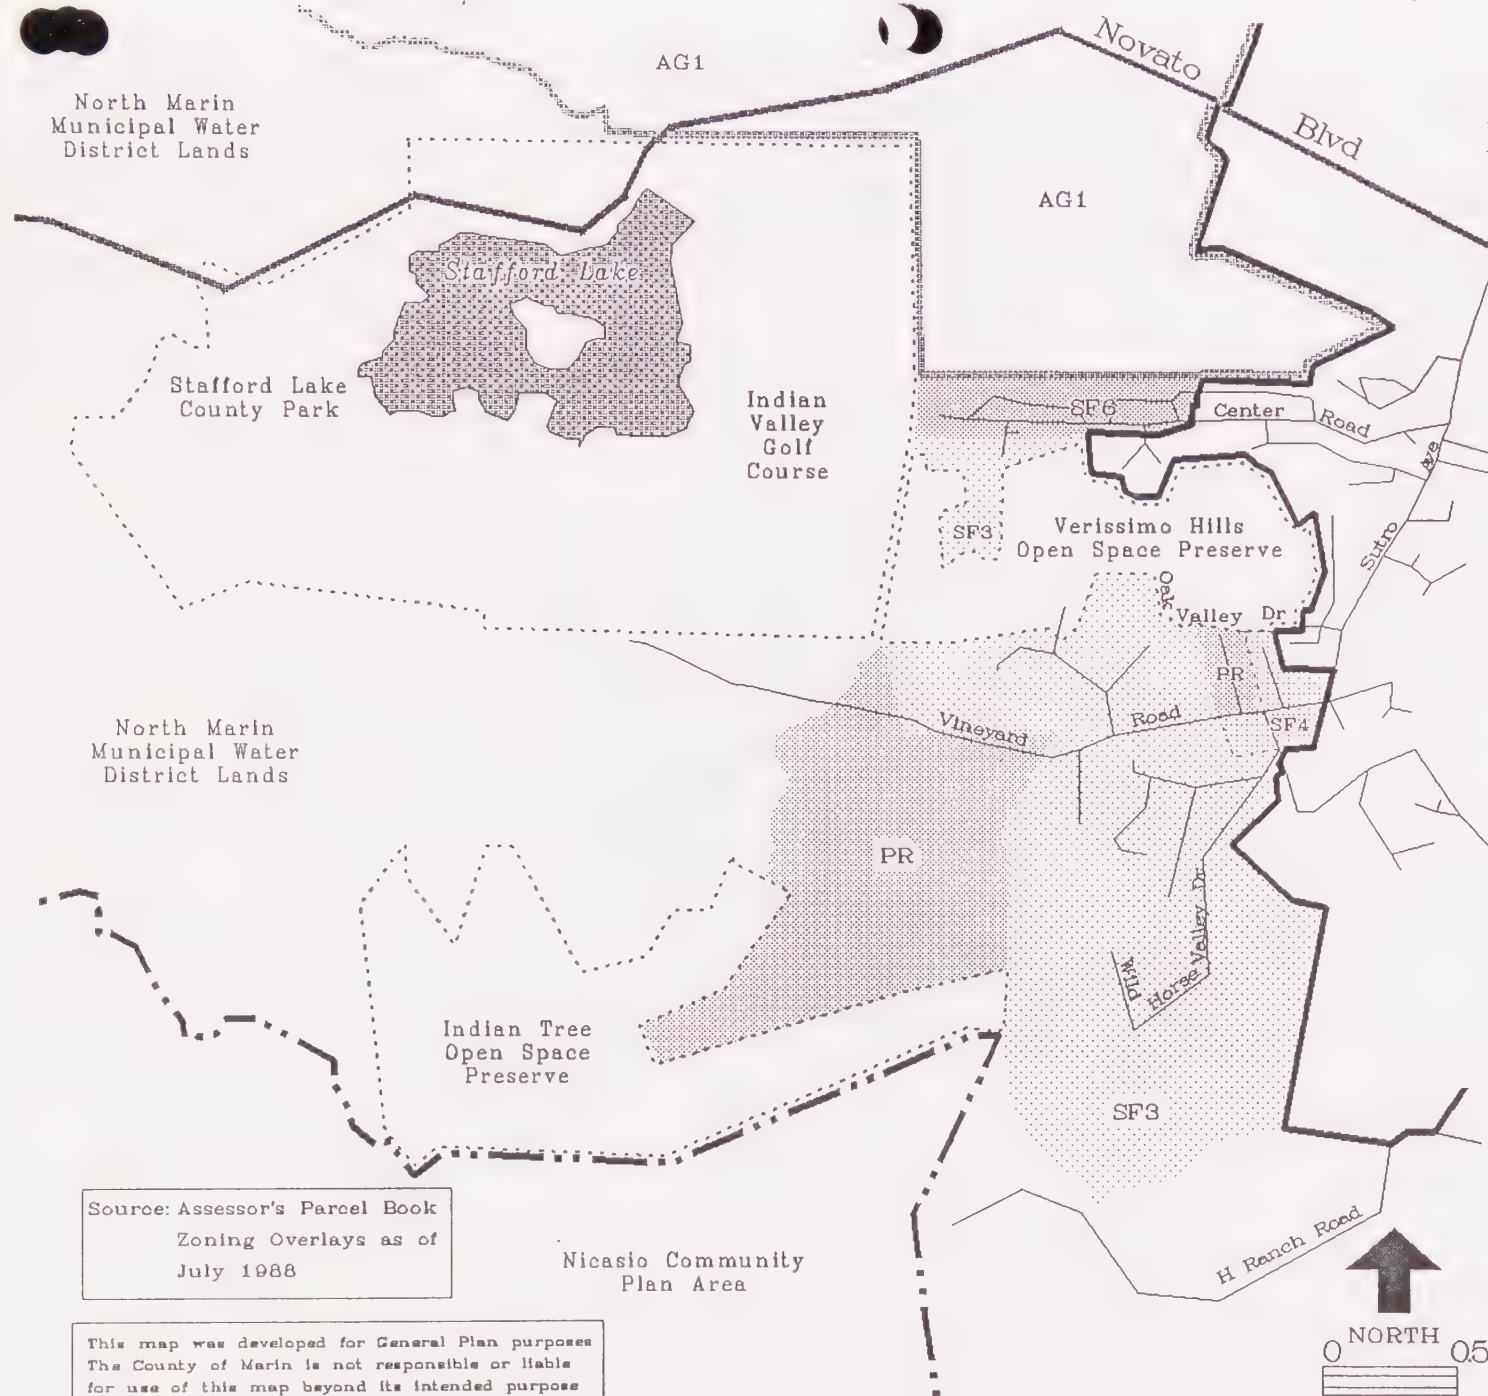 Novato
Blvd
AG1
North Marin
Municipal Water
District Lands
AG1
Stafford Lake
Stafford Lake
County Park
Indian
Valley
Golf
Course
SF6
Center
Road
Ave
Sutro
SF3
Verissimo Hills
Open Space Preserve
Oak
Valley Dr
PR
Vineyard
Road
SF4
North Marin
Municipal Water
District Lands
PR
Wild
Horse
Valley Dr
Indian Tree
Open Space
Preserve
SF3
Source: Assessor's Parcel Book
Zoning Overlays as of
July 1988
Nicasio Community
Plan Area
H Ranch Road
NORTH
0 0.5
This map was developed for General Plan purposes
The County of Marin is not responsible or liable
for use of this map beyond its intended purpose